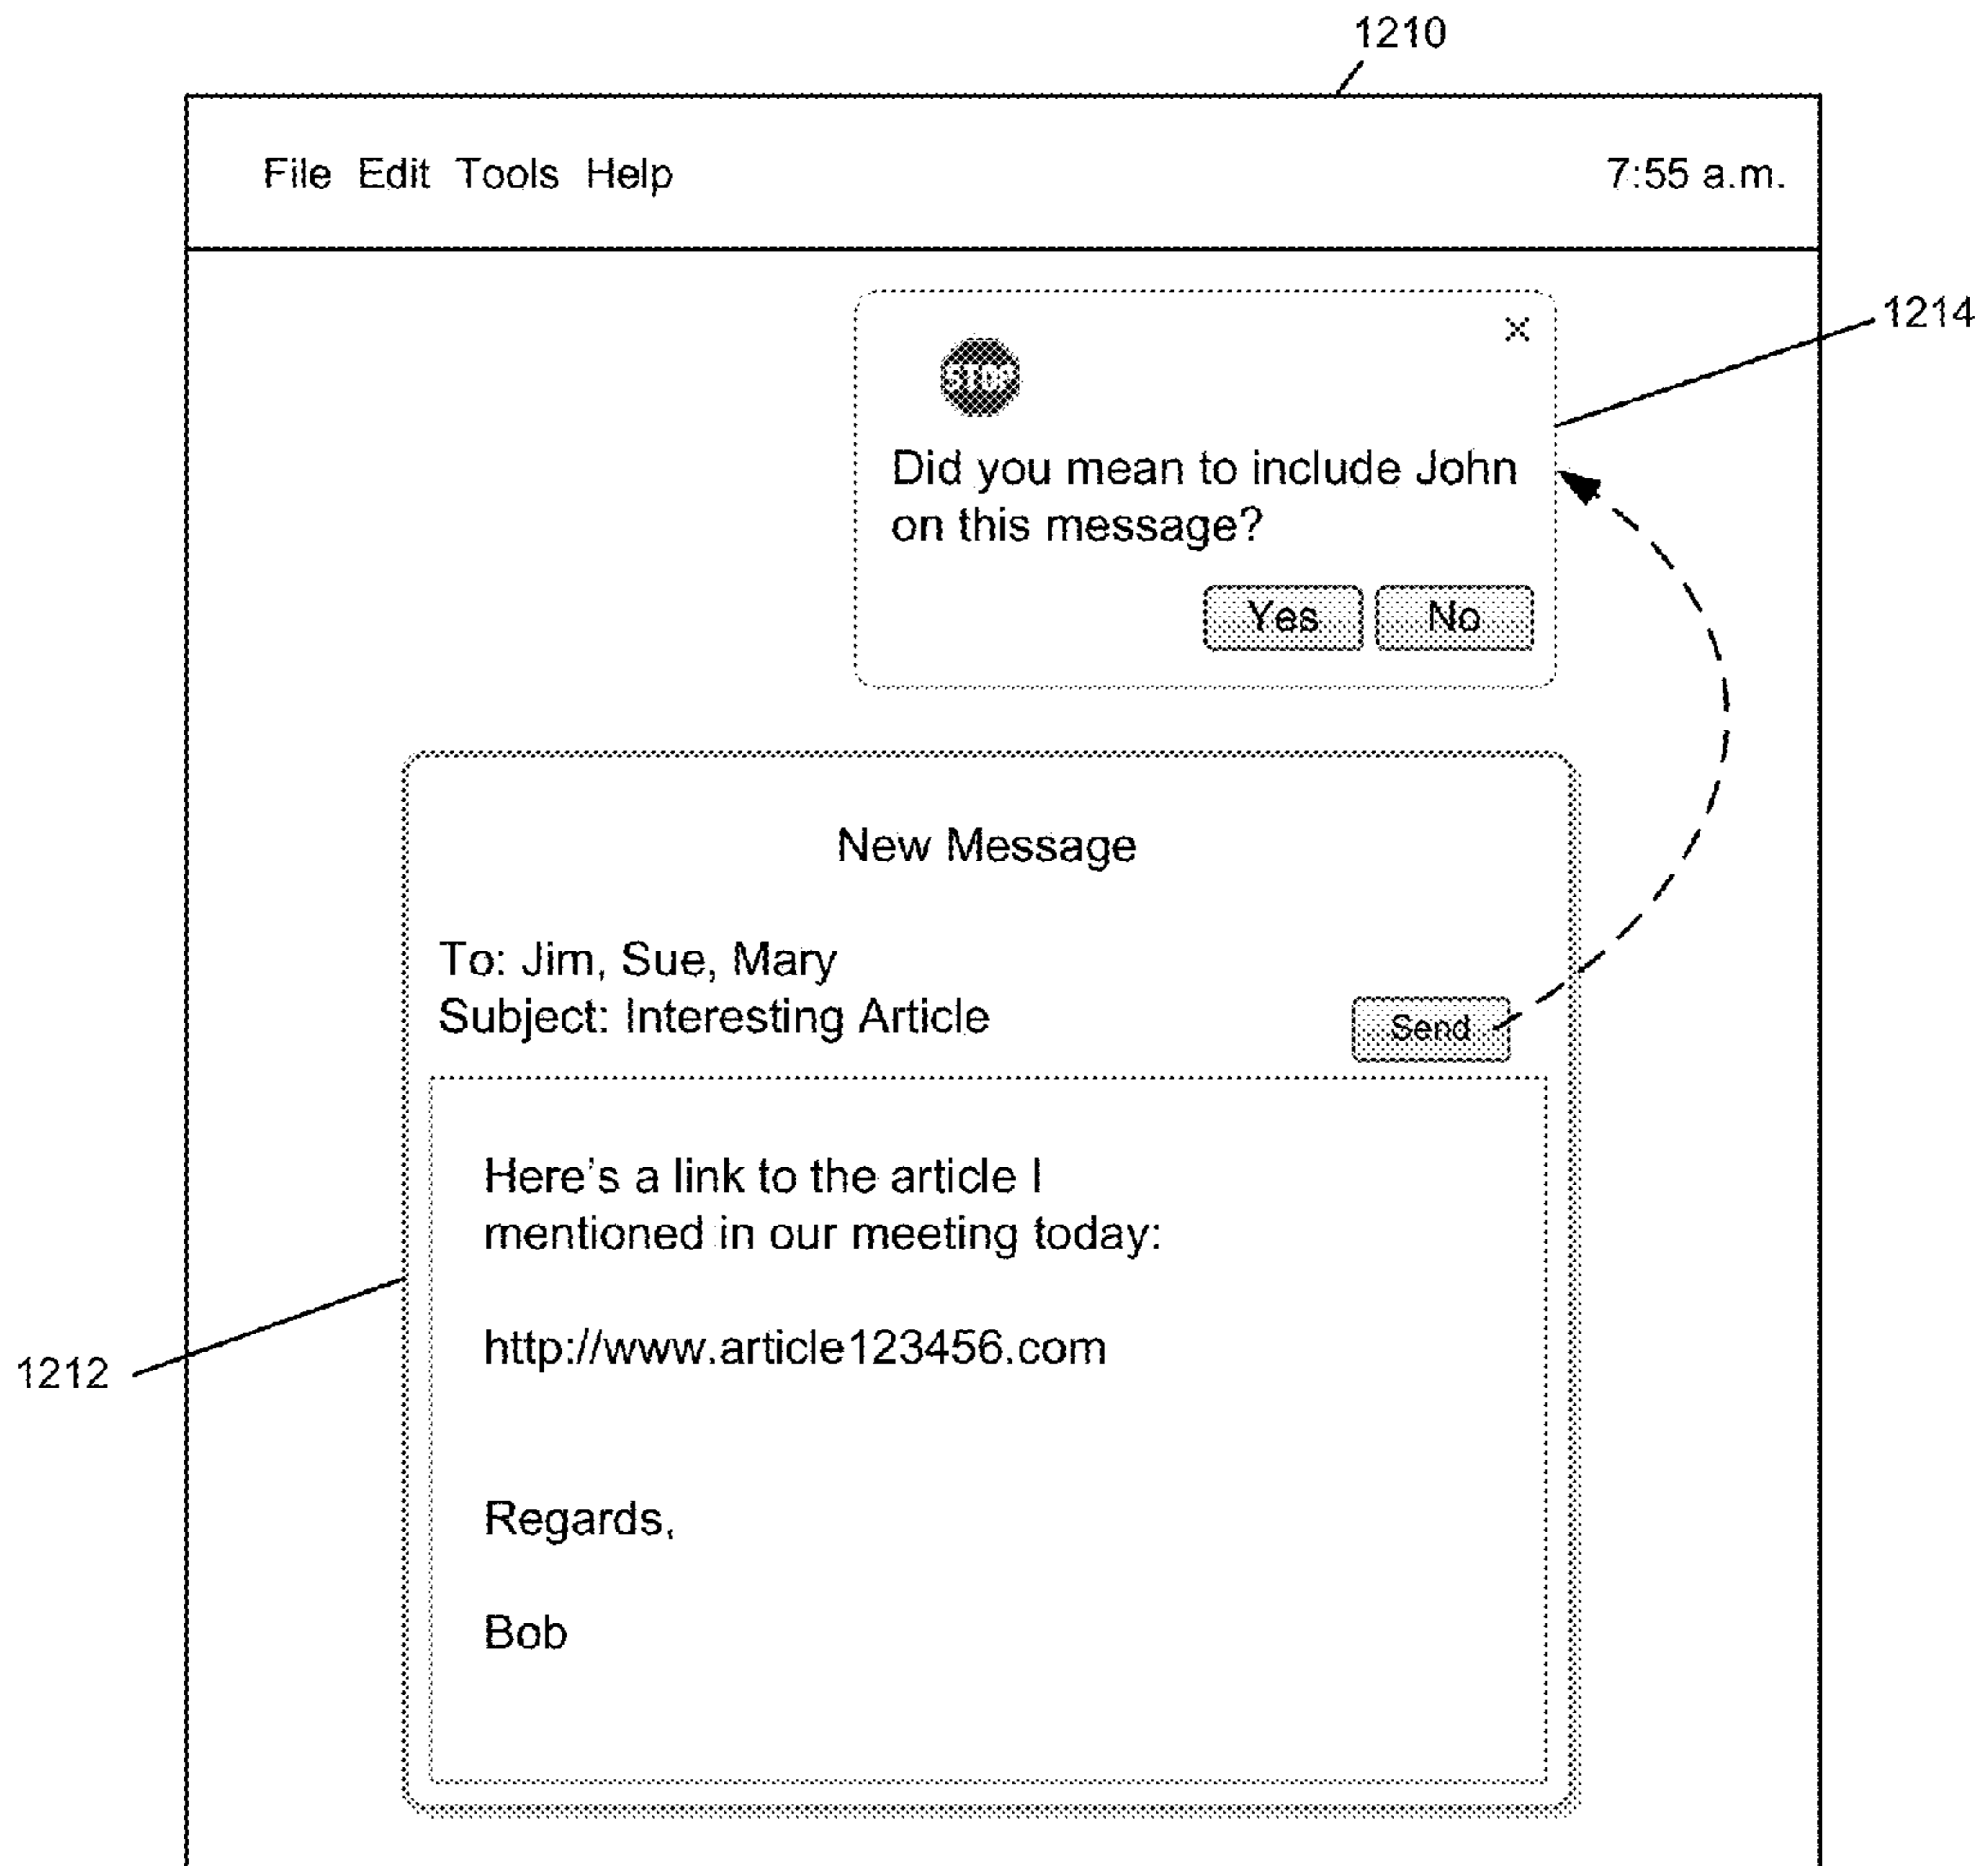 1210
File Edit Tools Help 7:55 a.m.
1214
STOP
Did you mean to include John
on this message?
Yes No
New Message
To: Jim, Sue, Mary
Subject: Interesting Article
Send
Here's a link to the article I
mentioned in our meeting today:
http://www.article123456.com
1212
Regards,
Bob